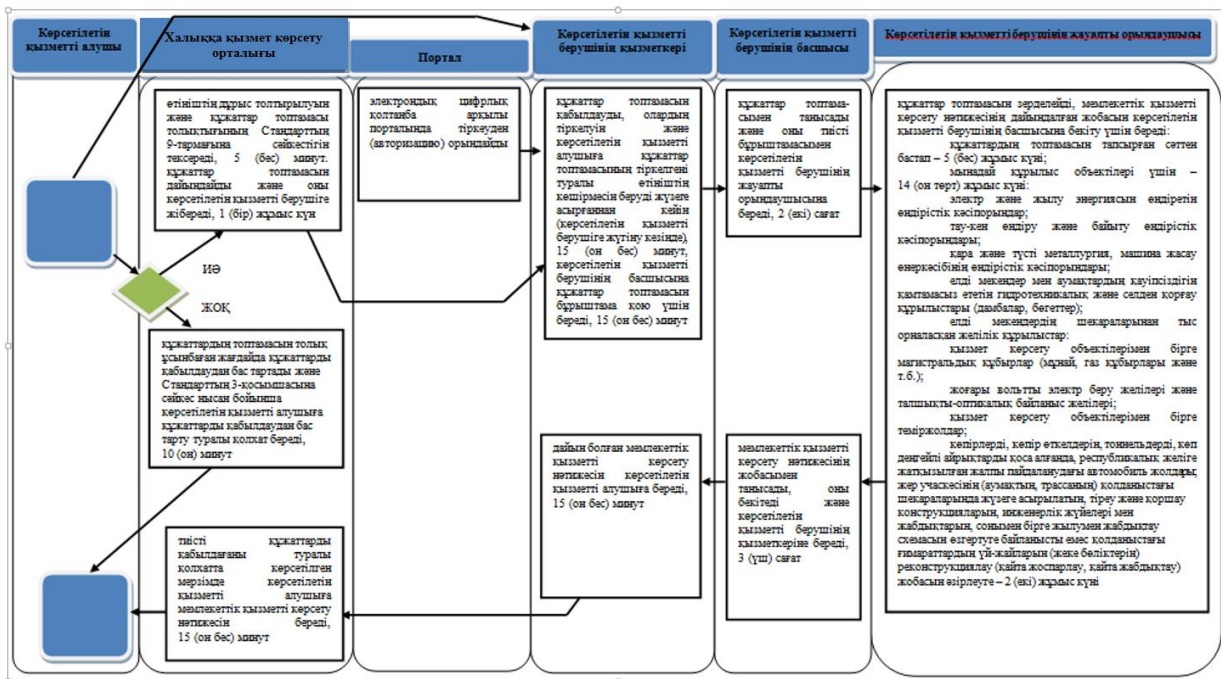 Көрсетілетін
қызметті алушы
Халыққа қызмет көрсету
орталығы
Портал
Көрсетілетін қызметті
берушінің қызметкері
Көрсетілетін қызметті
берушінің басшысы
Көрсетілетін қызметті берушінің жауапты орындаушысы
өтініштің дұрыс толтырылуын
және құжаттар топтамасы
толықтығының Стандарттың
9-тармағына сәйкестігін
тексереді, 5 (бес) минут.
құжаттар топтамасын
дайындайды және оны
көрсетілетін қызметті берушіге
жібереді, 1 (бір) жұмыс күн
ИӘ
ЖОҚ
құжаттардың топтамасын толық
ұсынбаған жағдайда құжаттарды
қабылдаудан бас тартады және
Стандарттың 3-қосымшасына
сәйкес нысан бойынша
көрсетілетін қызметті алушыға
құжаттарды қабылдаудан бас
тарту туралы қолхат береді,
10 (он) минут
тиісті құжаттарды
қабылдағаны туралы
қолхатта көрсетілген
мерзімде көрсетілетін
қызметті алушыға
мемлекеттік қызметті көрсету
нәтижесін береді,
15 (он бес) минут
электрондық цифрлық
қолтанба арқылы
порталында тіркеуден
(авторизацию) орындайды
құжаттар топтамасын
қабылдауды, олардың
тіркелуін және
көрсетілетін қызметті
алушыға құжаттар
топтамасының тіркелгені
туралы өтініштің
көшірмесін беруді жүзеге
асырғаннан кейін
(көрсетілетін қызметті
берушіге жүгіну кезінде),
15 (он бес) минут,
көрсетілетін қызметті
берушінің басшысына
құжаттар топтамасын
бұрыштама қою үшін
береді, 15 (он бес) минут
дайын болған мемлекеттік
қызметті көрсету
нәтижесін көрсетілетін
қызметті алушыға береді,
15 (он бес) минут
құжаттар топтама-
сымен танысады
және оны тиісті
бұрыштамасымен
көрсетілетін
қызметті берушінің
жауапты
орындаушысына
береді, 2 (екі) сағат
мемлекеттік қызметті
көрсету нәтижесінің
жобасымен
танысады, оны
бекітеді және
көрсетілетін
қызметті берушінің
қызметкеріне береді,
3 (үш) сағат
құжаттар топтамасын зерделейді, мемлекеттік қызметті
көрсету нәтижесінің дайындалған жобасын көрсетілетін
қызметті берушінің басшысына бекіту үшін береді:
құжаттардың топтамасын тапсырған сәттен
бастап – 5 (бес) жұмыс күні;
мынадай құрылыс объектілері үшін –
14 (он төрт) жұмыс күні:
электр және жылу энергиясын өндіретін
өндірістік кәсіпорындар;
тау-кен өндіру және байыту өндірістік
кәсіпорындары;
қара және түсті металлургия, машина жасау
өнеркәсібінің өндірістік кәсіпорындары;
елді мекендер мен аумақтардың қауіпсіздігін
қамтамасыз ететін гидротехникалық және селден қорғау
құрылыстары (дамбалар, бөгеттер);
елді мекендердің шекараларынан тыс
орналасқан желілік құрылыстар:
қызмет көрсету объектілерімен бірге
магистральдық құбырлар (мұнай, газ құбырлары және
т.б.);
жоғары вольтты электр беру желілері және
талшықты-оптикалық байланыс желілері;
қызмет көрсету объектілерімен бірге
теміржолдар;
көпірлерді, көпір өткелдерін, тоннельдерді, көп
деңгейлі айрықтарды қоса алғанда, республикалық желіге
жатқызылған жалпы пайдаланудағы автомобиль жолдары;
жер учаскесінің (аумақтың, трассаның) қолданыстағы
шекараларында жүзеге асырылатын, тіреу және қоршау
конструкцияларын, инженерлік жүйелері мен
жабдықтарын, сонымен бірге жылумен жабдықтау
схемасын өзгертуге байланысты емес қолданыстағы
ғимараттардың үй-жайларын (жеке бөліктерін)
реконструкциялау (қайта жоспарлау, қайта жабдықтау)
жобасын әзірлеуге – 2 (екі) жұмыс күні